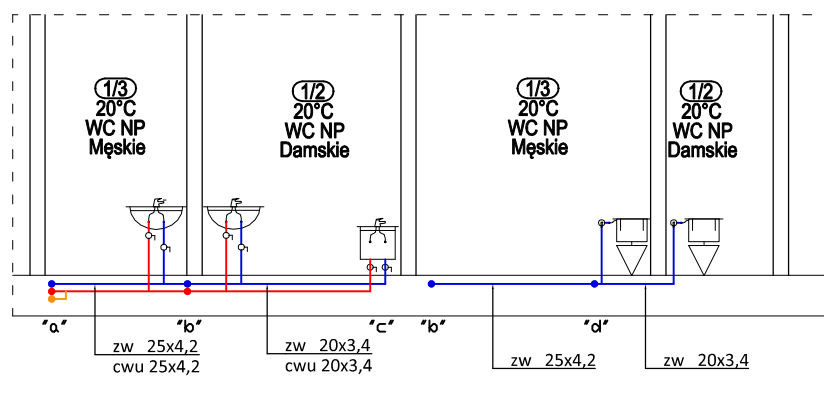 1/3
20°C
WC NP
Męskie
1/2
20°C
WC NP
Damskie
1/3
20°C
WC NP
Męskie
1/2
20°C
WC NP
Damskie
"a"
"b"
"c"
"b"
"d"
zw 25x4,2
cwu 25x4,2
zw 20x3,4
cwu 20x3,4
zw 25x4,2
zw 20x3,4